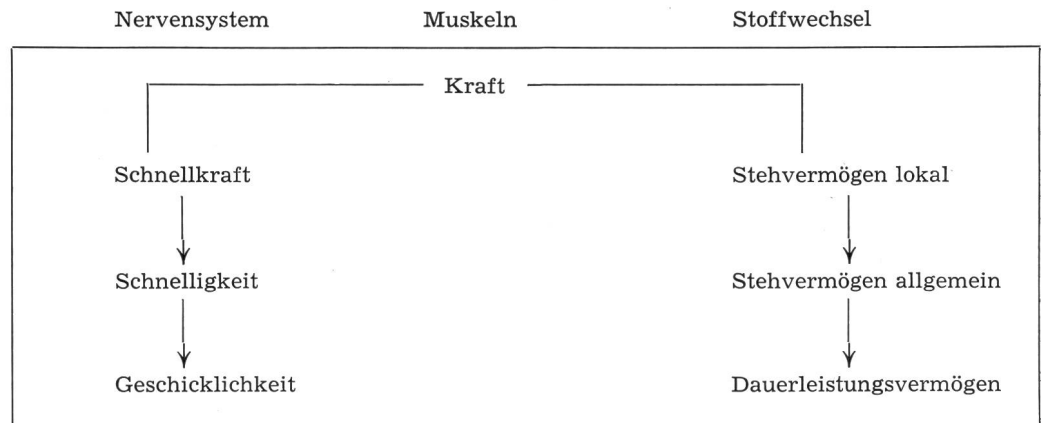 Nervensystem Muskeln Stoffwechsel
Kraft
Schnellkraft Stehvermögen lokal
Schnelligkeit Stehvermögen allgemein
Geschicklichkeit Dauerleistungsvermögen